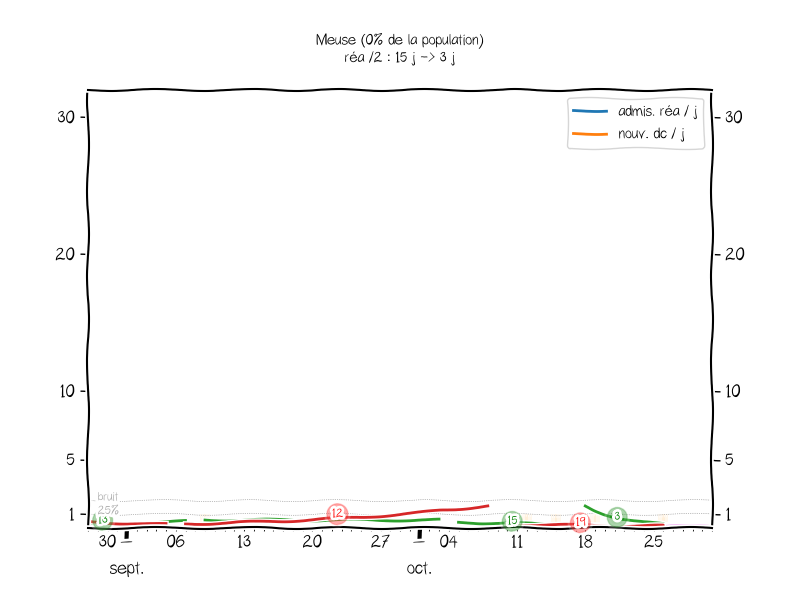 Meuse (0% de la population)
réa /2 : 15 j -> 3 j
admis. réa / j
nouv. dc / j
30 30
20 20
10 10
5 5
bruit
25%
1 1
13 12 15 19 3
30 06 13 20 27 04 11 18 25
sept. oct.